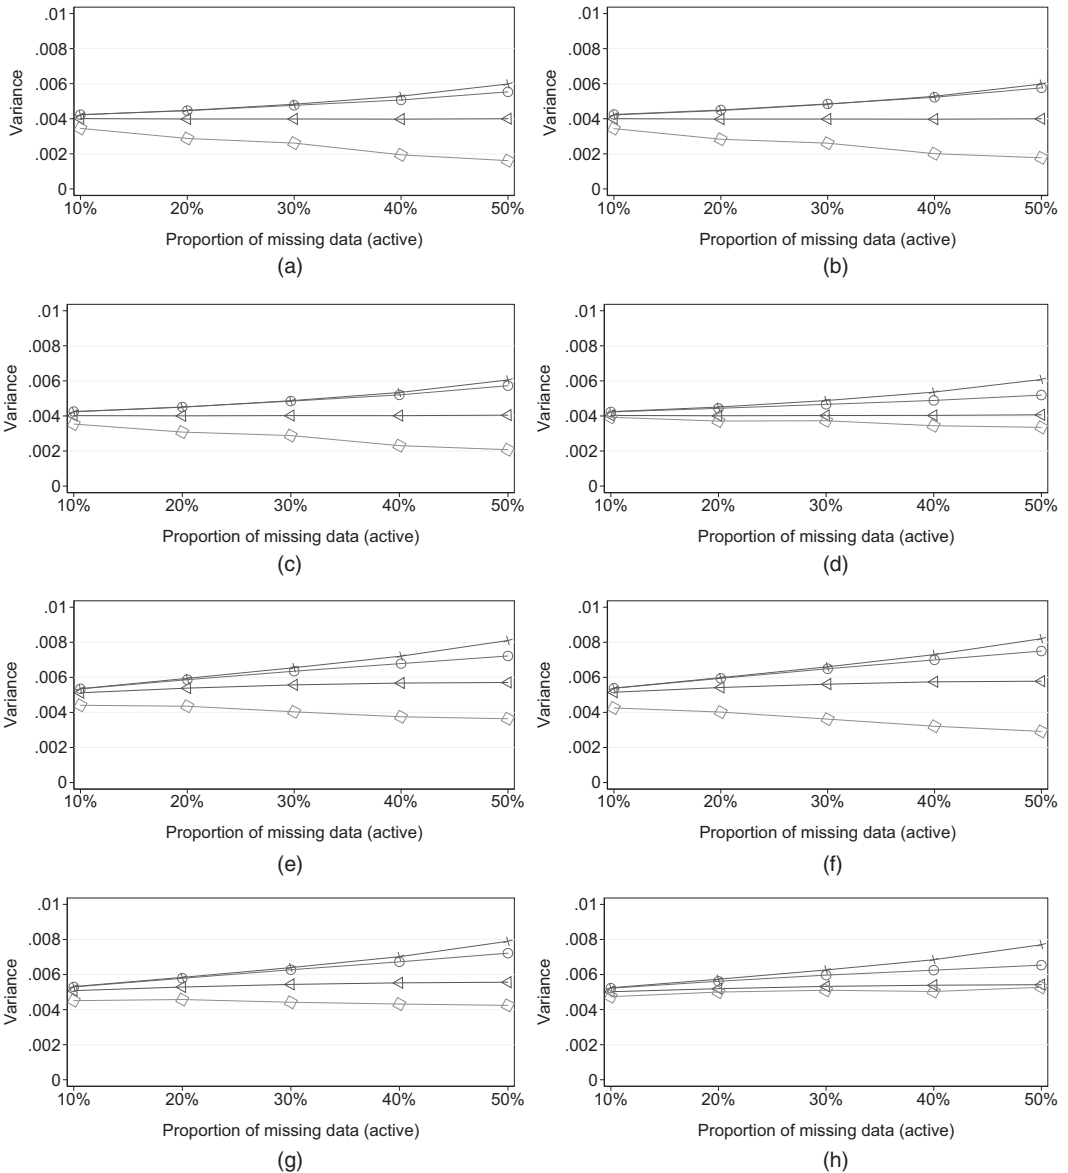 .01 .01
.008 .008
.006 .006
.004 .004
.002 .002
0 0
Variance Variance
10% 20% 30% 40% 50% 10% 20% 30% 40% 50%
Proportion of missing data (active) Proportion of missing data (active)
(a) (b)
.01 .01
.008 .008
.006 .006
.004 .004
.002 .002
0 0
Variance Variance
10% 20% 30% 40% 50% 10% 20% 30% 40% 50%
Proportion of missing data (active) Proportion of missing data (active)
(c) (d)
.01 .01
.008 .008
.006 .006
.004 .004
.002 .002
0 0
Variance Variance
10% 20% 30% 40% 50% 10% 20% 30% 40% 50%
Proportion of missing data (active) Proportion of missing data (active)
(e) (f)
.01 .01
.008 .008
.006 .006
.004 .004
.002 .002
0 0
Variance Variance
10% 20% 30% 40% 50% 10% 20% 30% 40% 50%
Proportion of missing data (active) Proportion of missing data (active)
(g) (h)